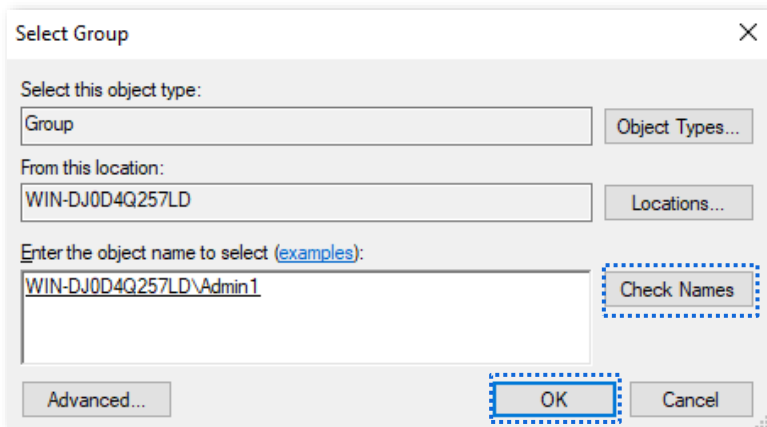 Select Group
Select this object type:
Group
Object Types...
From this location:
WIN-DJ0D4Q257LD
Locations...
Enter the object name to select (examples):
WIN-DJ0D4Q257LD\Admin1
Check Names
Advanced...
OK
Cancel